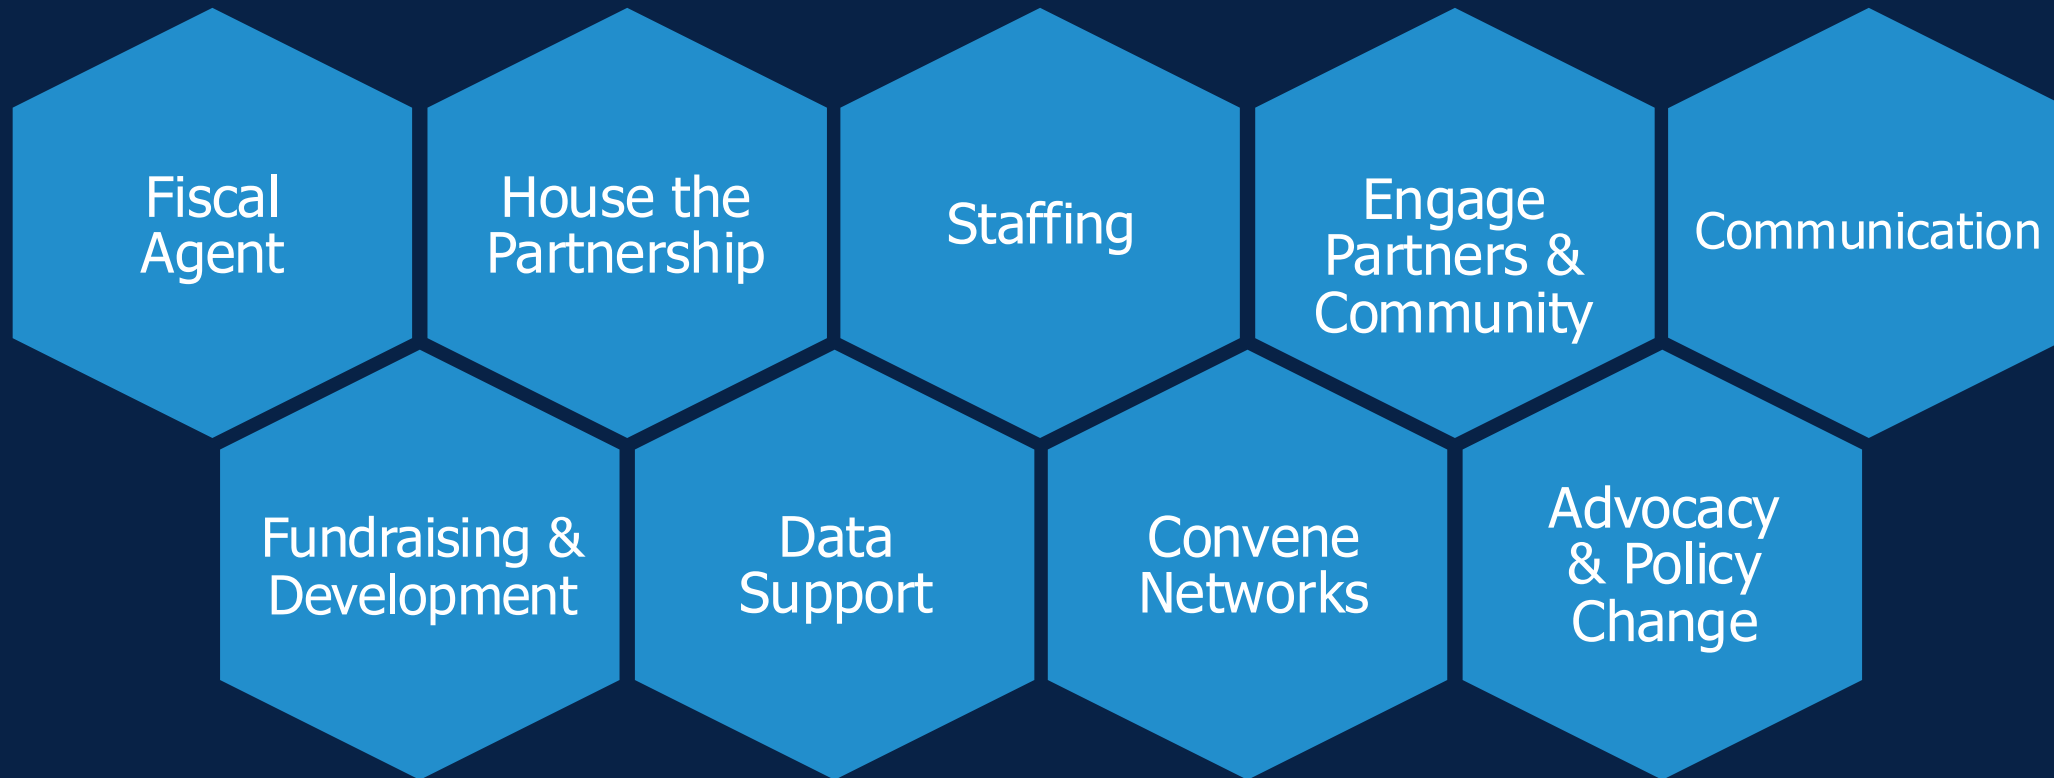 Fiscal
Agent
House the
Partnership
Staffing
Engage
Partners &
Community
Communication
Fundraising &
Development
Data
Support
Convene
Networks
Advocacy
& Policy
Change